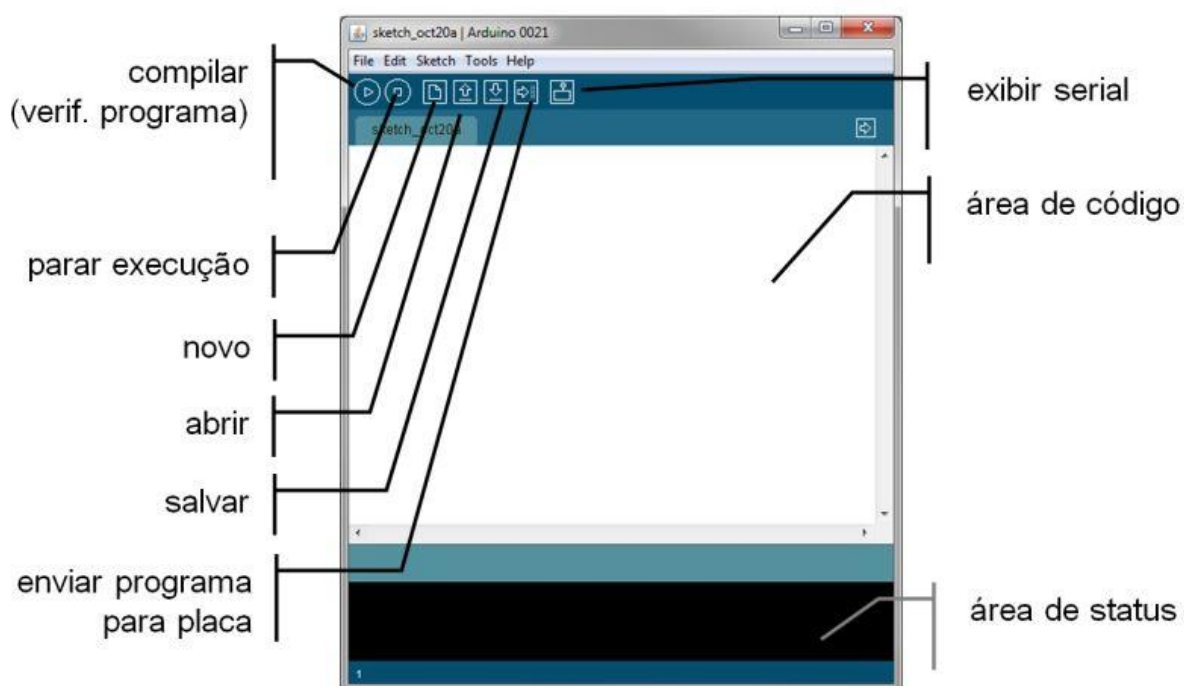 sketch_oct20a | Arduino 0021
File Edit Sketch Tools Help
sketch_oct20a
compilar
(verif. programa)
parar execução
novo
abrir
salvar
enviar programa
para placa
exibir serial
área de código
área de status
1